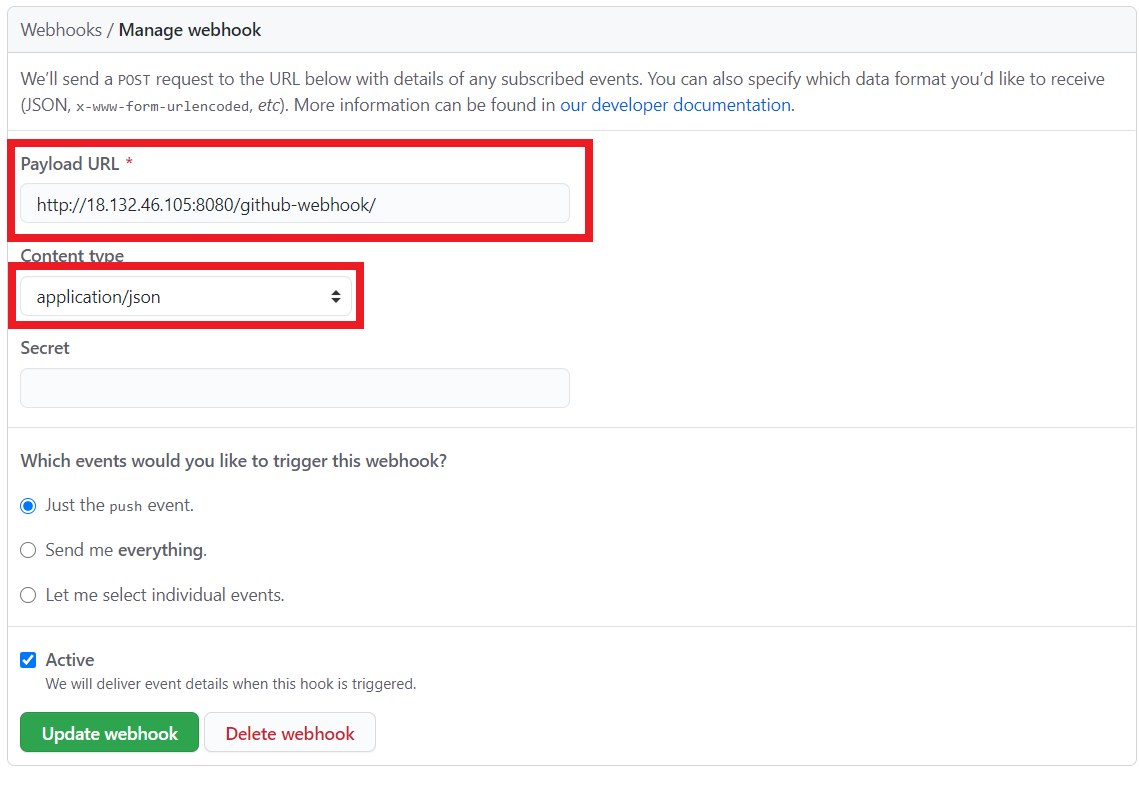 Webhooks / Manage webhook
We’ll send a POST request to the URL below with details of any subscribed events. You can also specify which data format you’d like to receive
(JSON, x-www-form-urlencoded, etc). More information can be found in our developer documentation.
Payload URL *
http://18.132.46.105:8080/github-webhook/
Content type
application/json
Secret
Which events would you like to trigger this webhook?
Just the push event.
Send me everything.
Let me select individual events.
Active
We will deliver event details when this hook is triggered.
Update webhook Delete webhook